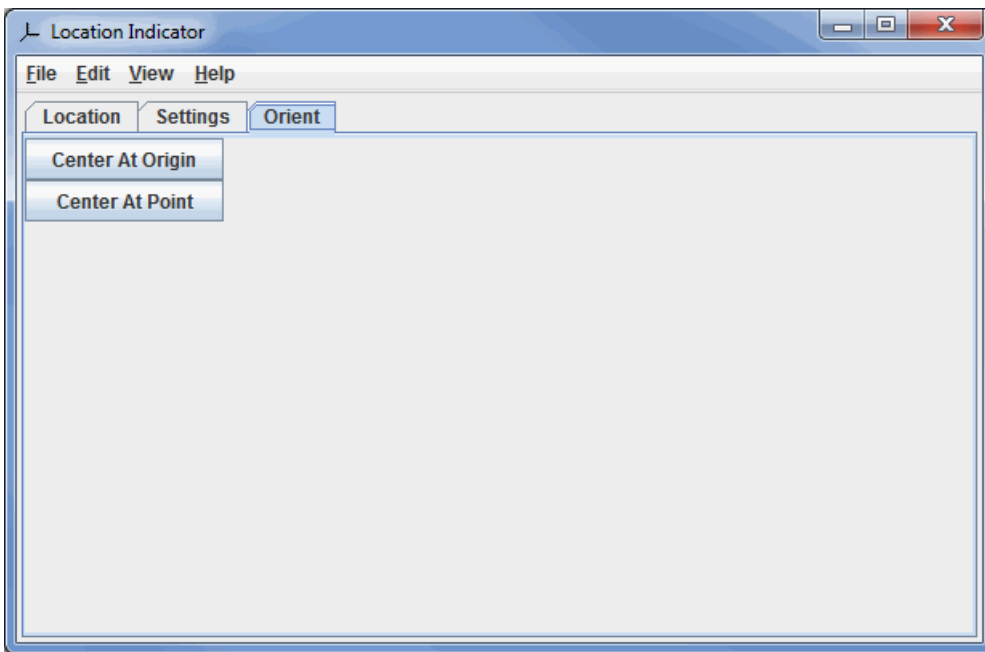 Location Indicator
File Edit View Help
Location Settings Orient
Center At Origin
Center At Point